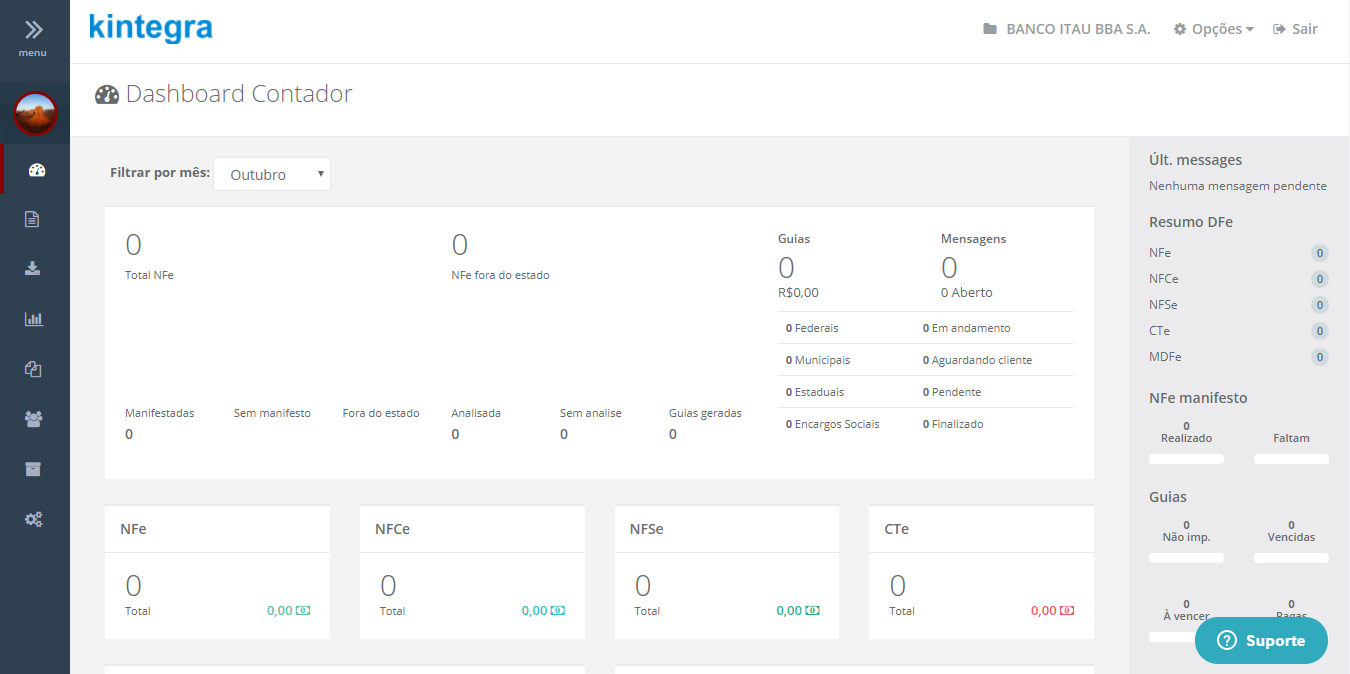 menu
kintegra
BANCO ITAU BBA S.A.
Opções
Sair
Dashboard Contador
Filtrar por mês:
Outubro
0
Total NFe
0
NFe fora do estado
Manifestadas
0
Sem manifesto
Fora do estado
Analisada
0
Sem analise
0
Guias geradas
0
Guias
0
R$0,00
Mensagens
0
0 Aberto
0 Federais
0 Em andamento
0 Municipais
0 Aguardando cliente
0 Estaduais
0 Pendente
0 Encargos Sociais
0 Finalizado
NFe
0
Total
0,00
NFCe
0
Total
0,00
NFSe
0
Total
0,00
CTe
0
Total
0,00
Últ. messages
Nenhuma mensagem pendente
Resumo DFe
NFe 0
NFCe 0
NFSe 0
CTe 0
MDFe 0
NFe manifesto
0
Realizado
Faltam
Guias
0
Não imp.
0
Vencidas
0
À vencer
0
Pagas
Suporte